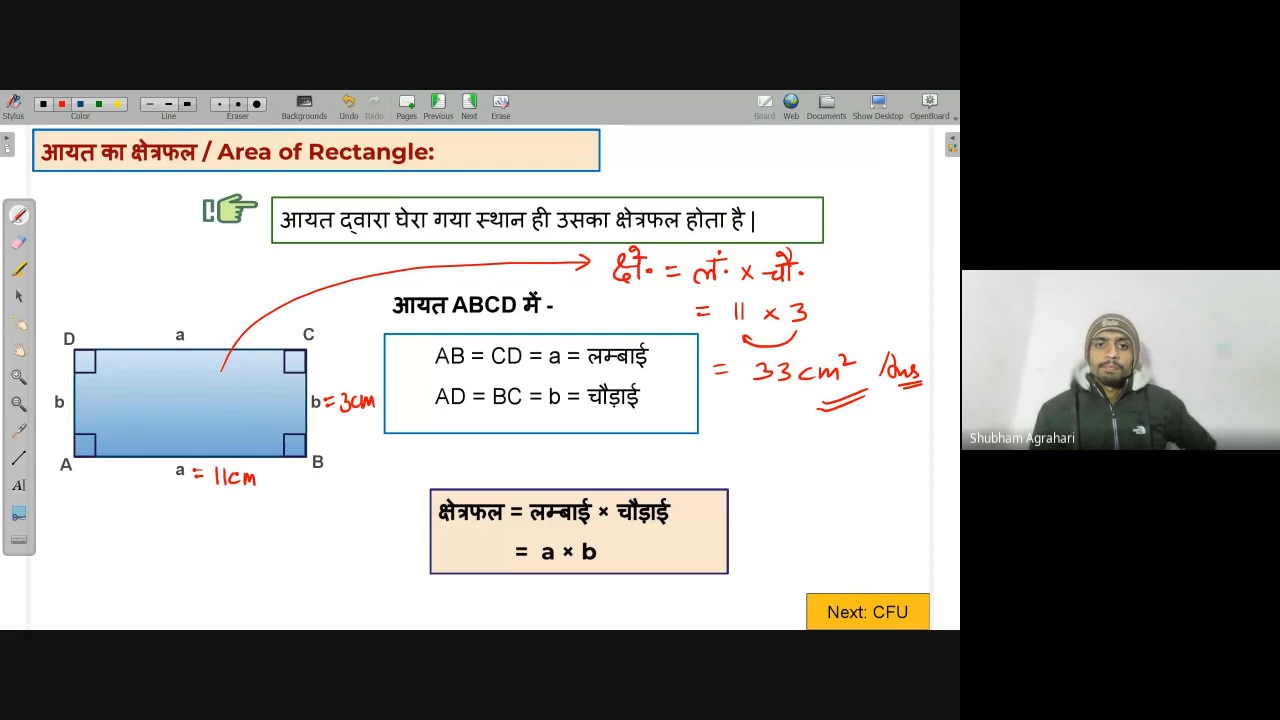 Stylus
Color
Line
Eraser
Backgrounds
Undo
Redo
Pages
Previous
Next
Erase
Board
Web
Documents
Show Desktop
OpenBoard
आयत का क्षेत्रफल / Area of Rectangle:
आयत द्वारा घेरा गया स्थान ही उसका क्षेत्रफल होता है |
क्षे॰ = लं॰ × चौ॰
= 11 × 3
= 33 cm² Ans
आयत ABCD में -
AB = CD = a = लम्बाई
AD = BC = b = चौड़ाई
D a C
b b = 3cm
A a = 11cm B
क्षेत्रफल = लम्बाई × चौड़ाई
= a × b
Next: CFU
Shubham Agrahari